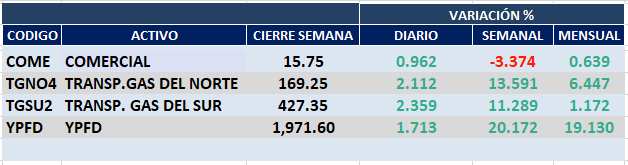 VARIACIÓN %
CODIGO ACTIVO CIERRE SEMANA DIARIO SEMANAL MENSUAL
COME COMERCIAL 15.75 0.962 -3.374 0.639
TGNO4 TRANSP.GAS DEL NORTE 169.25 2.112 13.591 6.447
TGSU2 TRANSP. GAS DEL SUR 427.35 2.359 11.289 1.172
YPFD YPFD 1,971.60 1.713 20.172 19.130